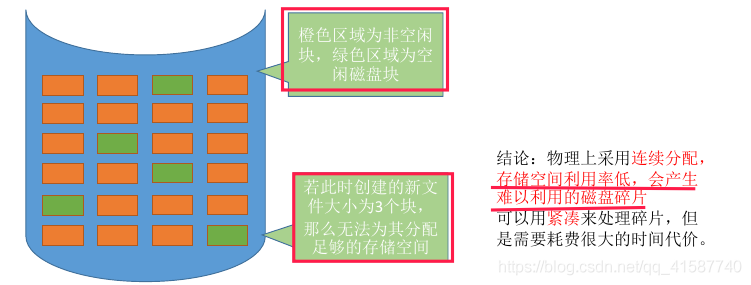 橙色区域为非空闲
块，绿色区域为空
闲磁盘块
若此时创建的新文
件大小为3个块，
那么无法为其分配
足够的存储空间
结论：物理上采用连续分配，
存储空间利用率低，会产生
难以利用的磁盘碎片
可以用紧凑来处理碎片，但
是需要耗费很大的时间代价。
https://blog.csdn.net/qq_41587740